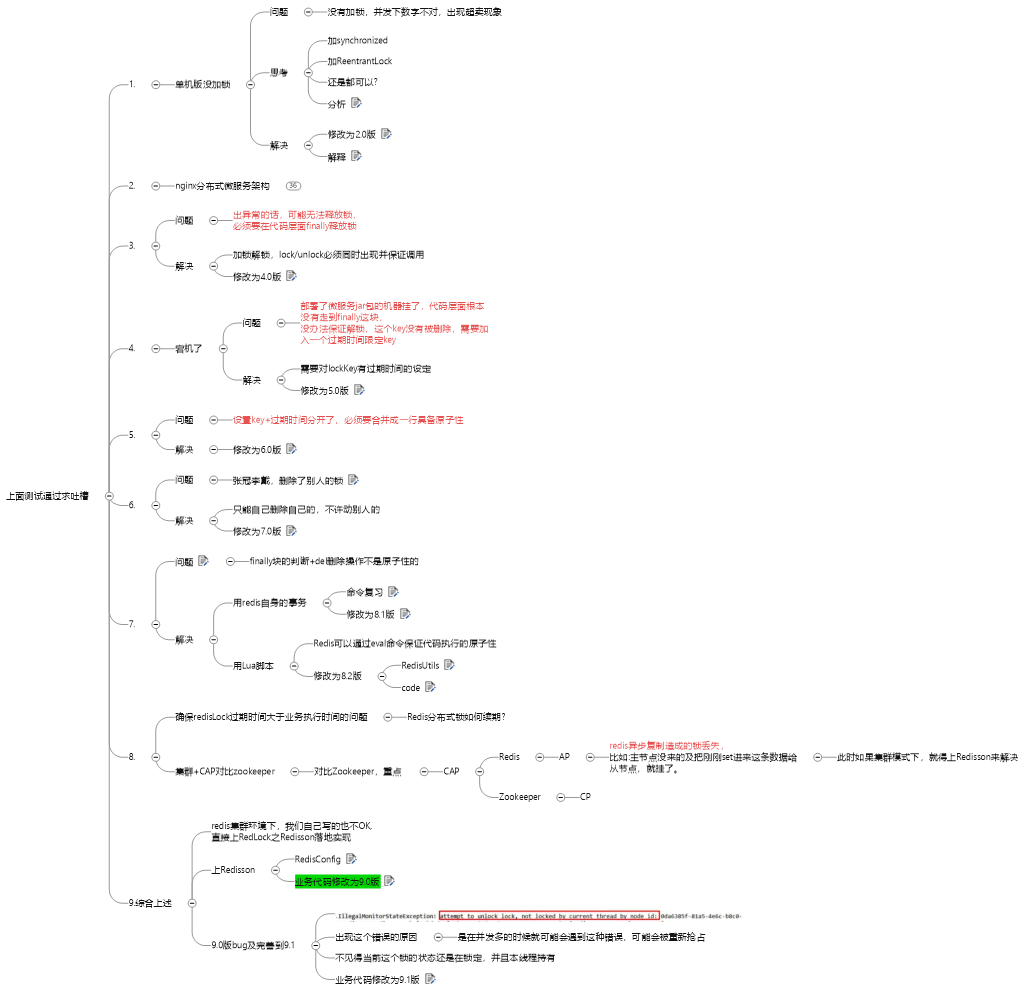 上面测试通过求吐槽
1.
单机版没加锁
问题
没有加锁，并发下数字不对，出现超卖现象
思考
加synchronized
加ReentrantLock
还是都可以?
分析
解决
修改为2.0版
解释
2.
nginx分布式微服务架构
36
3.
问题
出异常的话，可能无法释放锁，
必须要在代码层面finally释放锁
解决
加锁解锁，lock/unlock必须同时出现并保证调用
修改为4.0版
4.
宕机了
问题
部署了微服务jar包的机器挂了，代码层面根本
没有走到finally这块，
没办法保证解锁，这个key没有被删除，需要加
入一个过期时间限定key
解决
需要对lockKey有过期时间的设定
修改为5.0版
5.
问题
设置key+过期时间分开了，必须要合并成一行具备原子性
解决
修改为6.0版
6.
问题
张冠李戴，删除了别人的锁
解决
只能自己删除自己的，不许动别人的
修改为7.0版
7.
问题
finally块的判断+del删除操作不是原子性的
解决
用redis自身的事务
命令复习
修改为8.1版
用Lua脚本
Redis可以通过eval命令保证代码执行的原子性
修改为8.2版
RedisUtils
code
8.
确保redisLock过期时间大于业务执行时间的问题
Redis分布式锁如何续期?
集群+CAP对比zookeeper
对比Zookeeper，重点
CAP
Redis
AP
redis异步复制造成的锁丢失，
比如:主节点没来的及把刚刚set进来这条数据给
从节点，就挂了。
此时如果集群模式下，就得上Redisson来解决
Zookeeper
CP
9.综合上述
redis集群环境下，我们自己写的也不OK,
直接上RedLock之Redisson落地实现
上Redisson
RedisConfig
业务代码修改为9.0版
9.0版bug及完善到9.1
.IllegalMonitorStateException: attempt to unlock lock, not locked by current thread by node id: 0da6385f-81a5-4e6c-b8c0-
出现这个错误的原因
是在并发多的时候就可能会遇到这种错误，可能会被重新抢占
不见得当前这个锁的状态还是在锁定，并且本线程持有
业务代码修改为9.1版